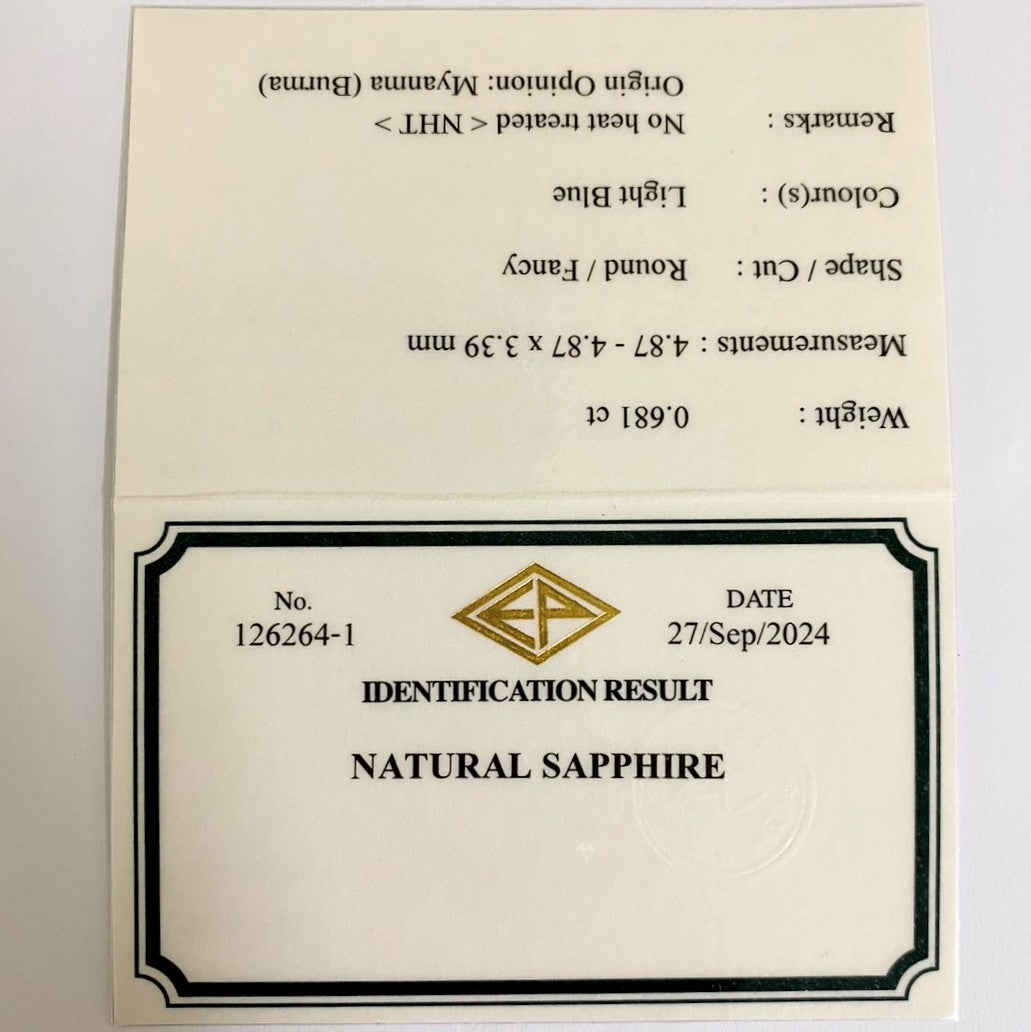 No.
126264-1
EP
DATE
27/Sep/2024
IDENTIFICATION RESULT
NATURAL SAPPHIRE
Weight : 0.681 ct
Measurements : 4.87 - 4.87 x 3.39 mm
Shape / Cut : Round / Fancy
Colour(s) : Light Blue
Remarks : No heat treated < NHT >
Origin Opinion: Myanma (Burma)